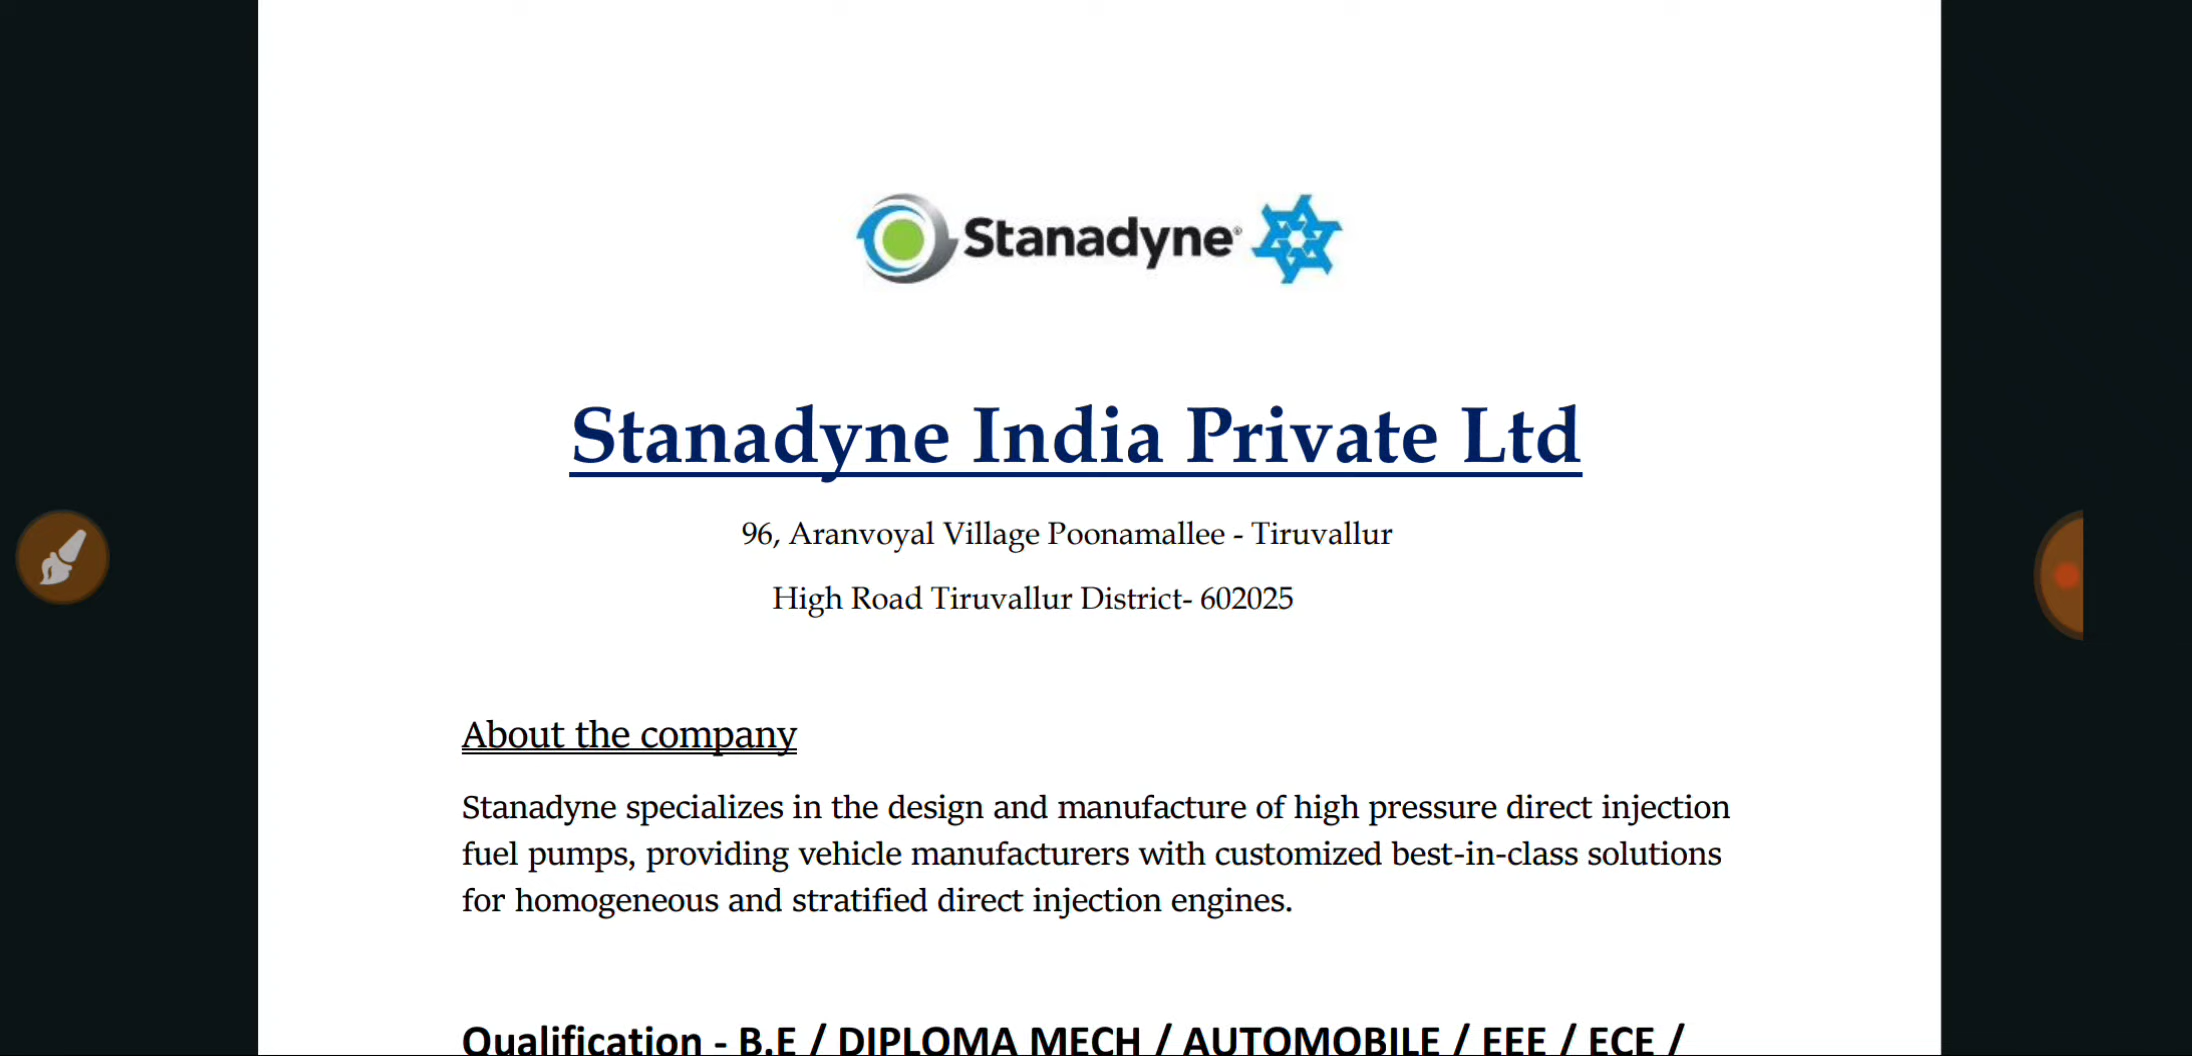 Stanadyne®
Stanadyne India Private Ltd
96, Aranvoyal Village Poonamallee - Tiruvallur
High Road Tiruvallur District- 602025
About the company
Stanadyne specializes in the design and manufacture of high pressure direct injection
fuel pumps, providing vehicle manufacturers with customized best-in-class solutions
for homogeneous and stratified direct injection engines.
Qualification - B.E / DIPLOMA MECH / AUTOMOBILE / EEE / ECE /